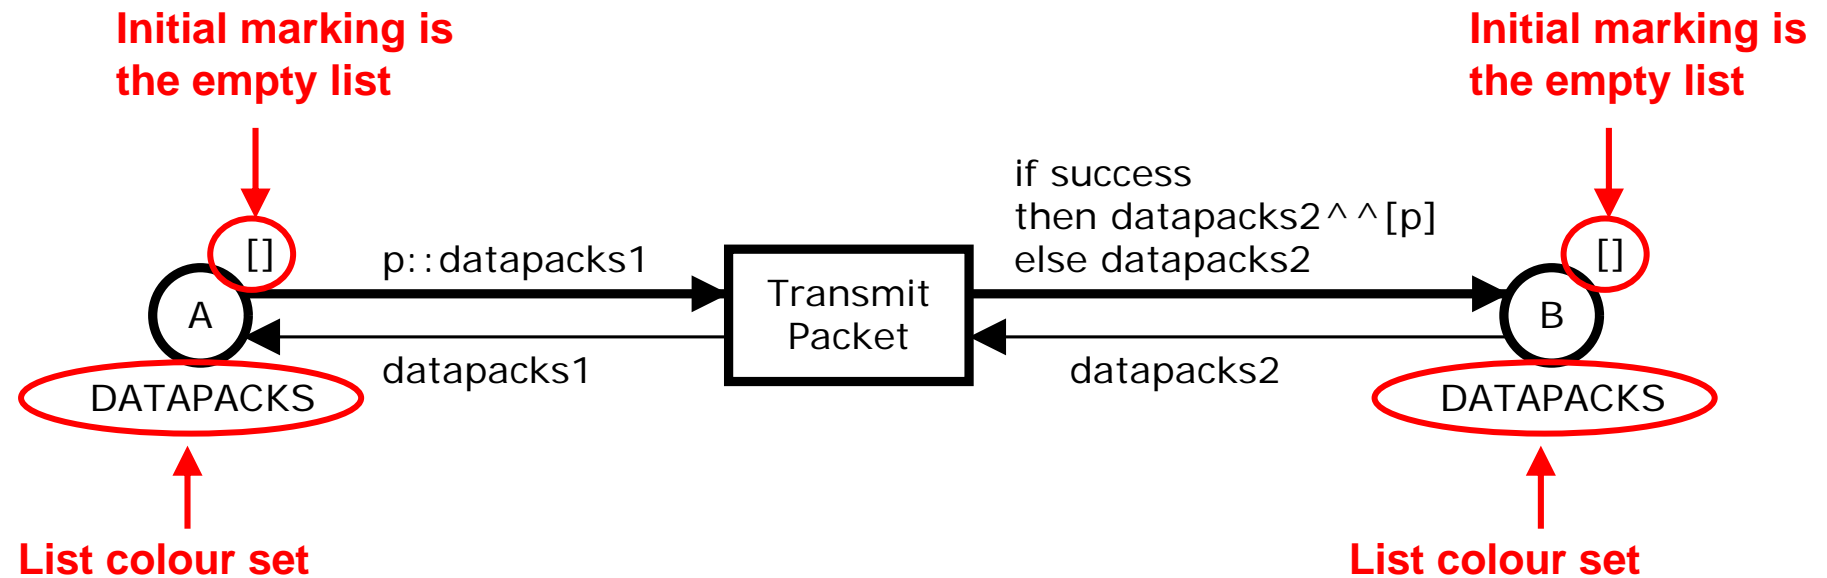 Initial marking is
the empty list
Initial marking is
the empty list
if success
then datapacks2^^[p]
else datapacks2
[]
p::datapacks1
[]
A
Transmit
Packet
B
datapacks1
datapacks2
DATAPACKS
DATAPACKS
List colour set
List colour set